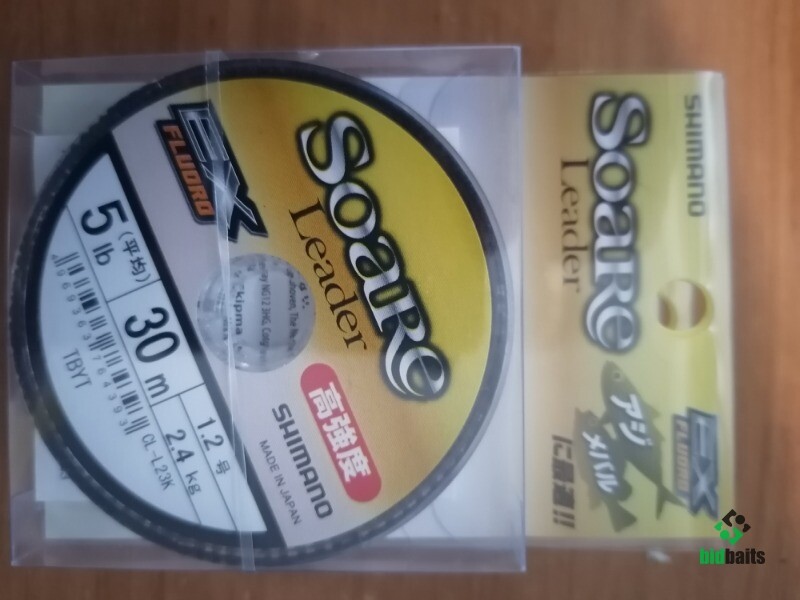 EX
FLUORO
Soare
Leader
5
lb
(平均)
30 m
1.2 号
2.4 kg
4969363764393
TBYT
CL-L23K
高強度
SHIMANO
MADE IN JAPAN
SHIMANO
Soare
Leader
EX
FLUORO
アジ
メバル
に最適!!
bidbaits